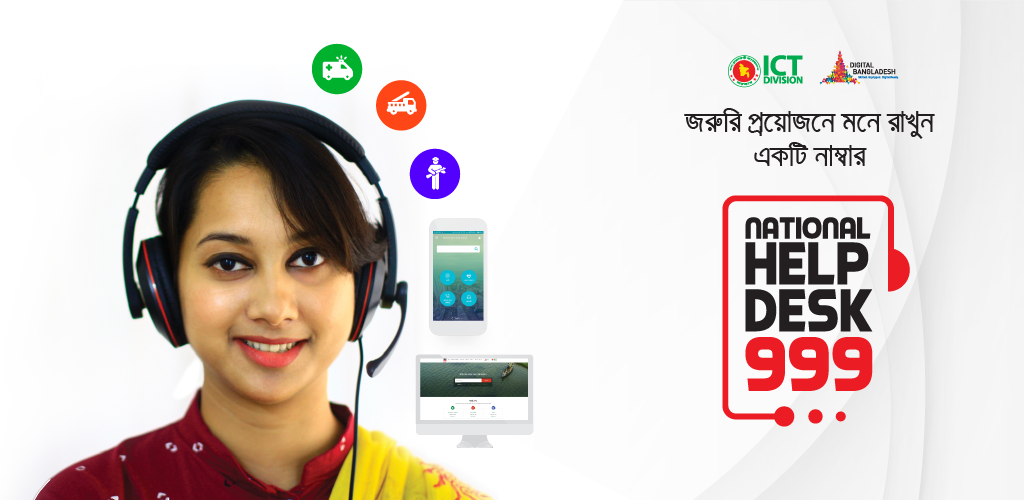 ICT
DIVISION
DIGITAL
BANGLADESH
জরুরি প্রয়োজনে মনে রাখুন
একটি নাম্বার
NATIONAL
HELP
DESK
999